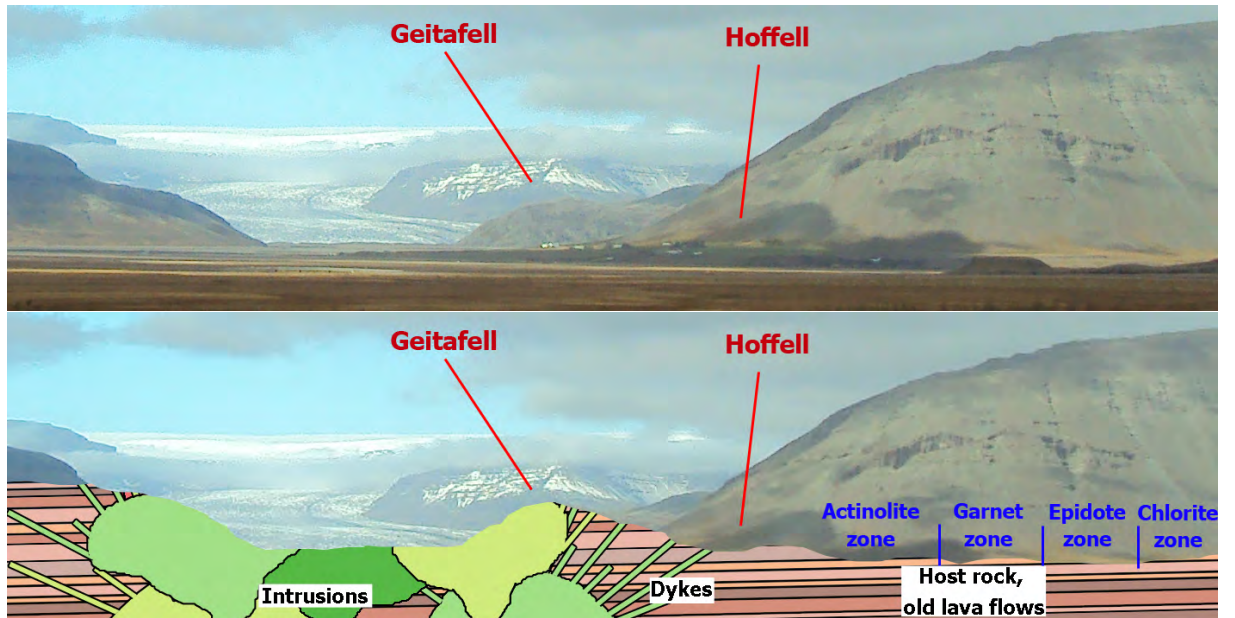 Geitafell
Hoffell
Geitafell
Hoffell
Actinolite
zone
Garnet
zone
Epidote
zone
Chlorite
zone
Intrusions
Dykes
Host rock,
old lava flows